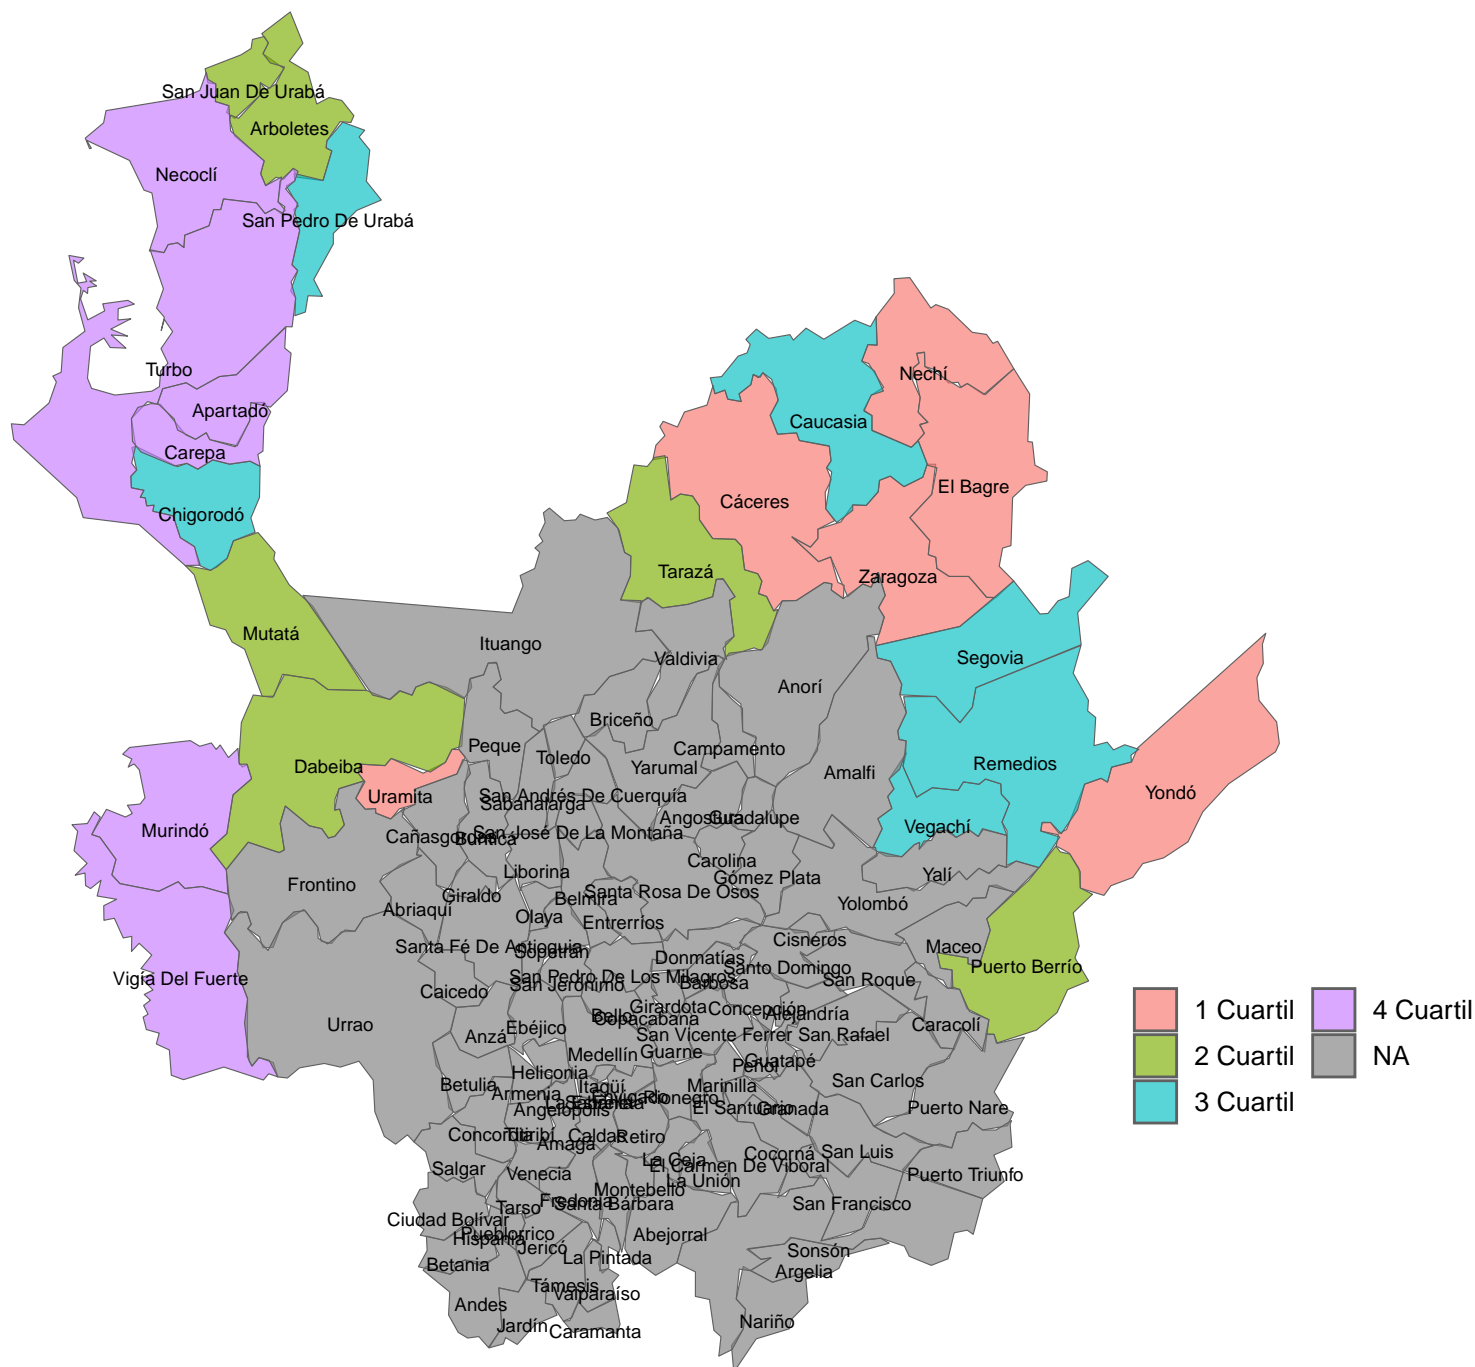 San Juan De Urabá
Arboletes
Necoclí
San Pedro De Urabá
Turbo
Nechí
Apartadó
Caucasia
Carepa
El Bagre
Cáceres
Chigorodó
Tarazá
Zaragoza
Mutatá
Ituango
Valdivia
Segovia
Anorí
Briceño
Peque
Toledo
Campamento
Yarumal
Dabeiba
Amalfi
Remedios
Uramita
San Andrés De Cuerquía
Sabanalarga
Yondó
Angostura
Guadalupe
Murindó
Cañasgordas
Buriticá
San José De La Montaña
Vegachí
Carolina
Liborina
Gómez Plata
Yalí
Frontino
Giraldo
Belmira
Santa Rosa De Osos
Yolombó
Abriaquí
Olaya
Entrerríos
Santa Fé De Antioquia
Sopetrán
Cisneros
Maceo
Donmatías
Santo Domingo
Puerto Berrío
Vigía Del Fuerte
San Pedro De Los Milagros
San Jerónimo
Barbosa
San Roque
Caicedo
Girardota
Concepción
Alejandría
1 Cuartil
4 Cuartil
Bello
Copacabana
Urrao
Ebéjico
Anzá
San Vicente Ferrer
San Rafael
Caracolí
Medellín
Guarne
Peñol
Guatapé
2 Cuartil
NA
Heliconia
Betulia
Armenia
Itagüí
Envigado
Marinilla
San Carlos
La Estrella
Sabaneta
Rionegro
3 Cuartil
Angelópolis
El Santuario
Granada
Puerto Nare
Concordia
Titiribí
Caldas
Retiro
Amagá
Cocorná
San Luis
Salgar
Venecia
La Ceja
El Carmen De Viboral
Puerto Triunfo
La Unión
Montebello
Fredonia
Santa Bárbara
San Francisco
Tarso
Ciudad Bolívar
Pueblorrico
Hispania
Abejorral
Jericó
La Pintada
Sonsón
Betania
Argelia
Támesis
Valparaíso
Andes
Jardín
Caramanta
Nariño